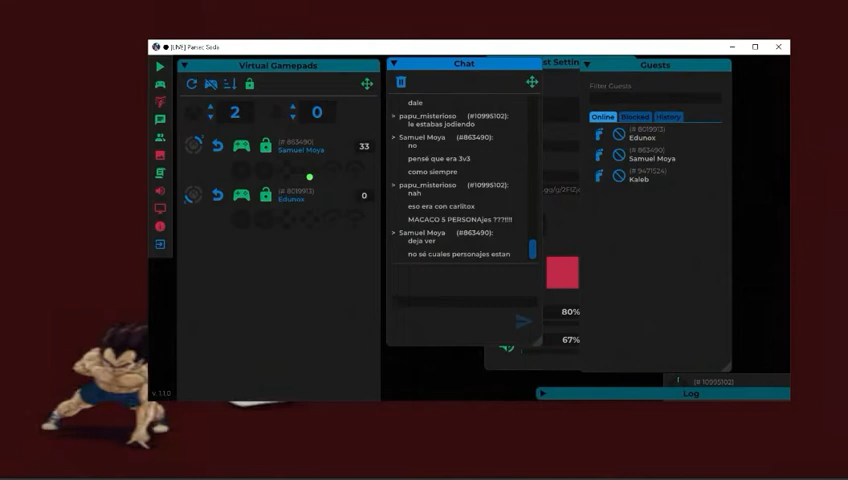 [LIVE] Parsec Soda
Virtual Gamepads
2
0
(# 863490)
Samuel Moya
33
(# 8019913)
Edunox
0
v. 1.1.0
Chat
dale
> papu_misterioso (#10995102):
le estabas jodiendo
> Samuel Moya (#863490):
no
pensé que era 3v3
como siempre
> papu_misterioso (#10995102):
nah
eso era con carlitox
MACACO 5 PERSONAjes ???!!!!
> Samuel Moya (#863490):
deja ver
no sé cuales personajes estan
80%
67%
Guests
Filtre Guests
Online
Blocked
History
(# 8019913)
Edunox
(# 863490)
Samuel Moya
(# 9471524)
Kaleb
(# 10995102)
Log